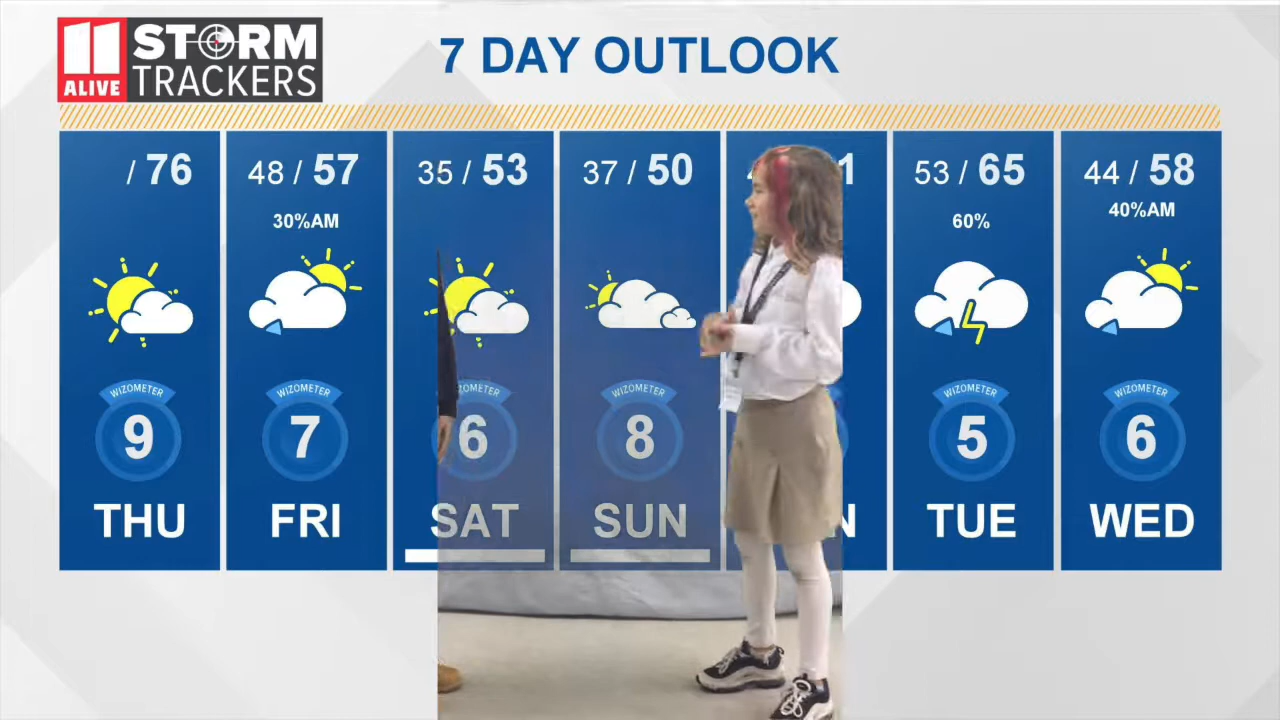 11 ALIVE
STORM
TRACKERS
7 DAY OUTLOOK
/ 76
48 / 57
35 / 53
37 / 50
53 / 65
44 / 58
30%AM
60%
40%AM
WIZOMETER
WIZOMETER
WIZOMETER
WIZOMETER
WIZOMETER
9
7
6
8
5
6
THU
FRI
SAT
SUN
TUE
WED